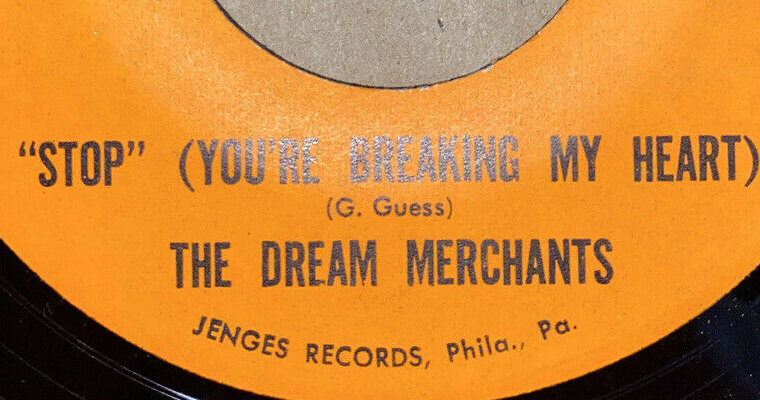 "STOP" (YOU'RE BREAKING MY HEART)
(G. Guess)
THE DREAM MERCHANTS
JENGES RECORDS, Phila., Pa.